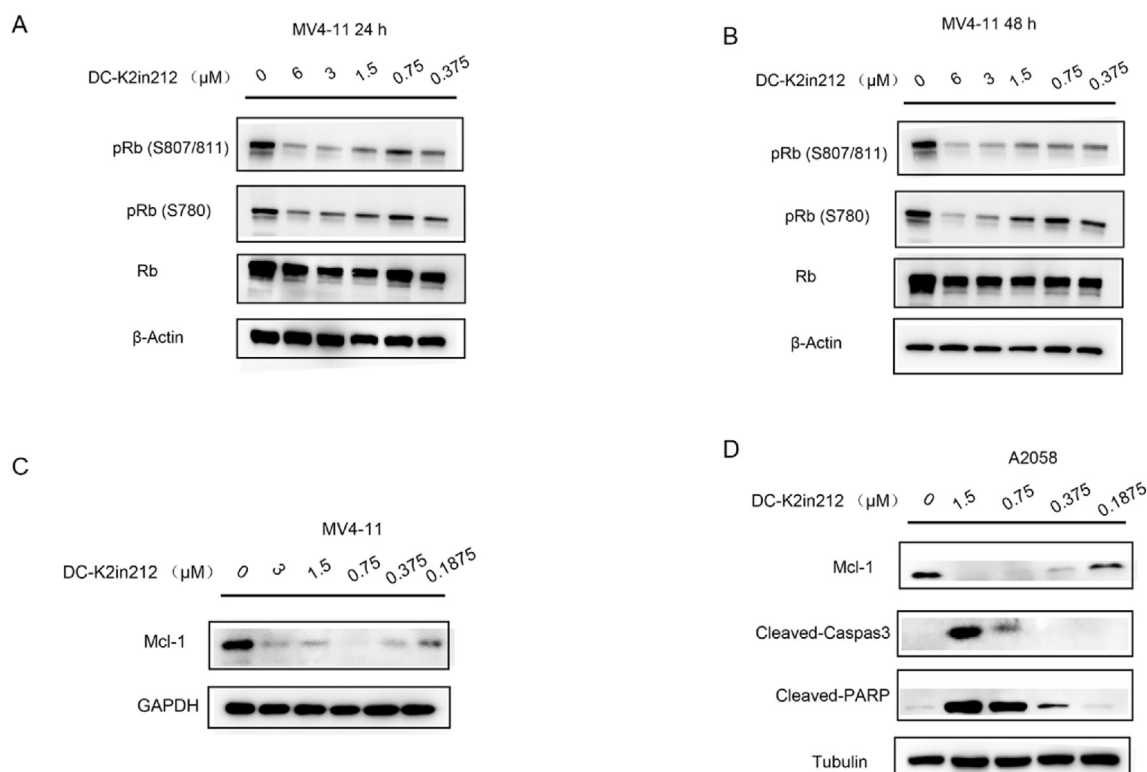 A
MV4-11 24 h
DC-K2in212 （μM） 0 6 3 1.5 0.75 0.375
pRb (S807/811)
pRb (S780)
Rb
β-Actin
B
MV4-11 48 h
DC-K2in212 （μM） 0 6 3 1.5 0.75 0.375
pRb (S807/811)
pRb (S780)
Rb
β-Actin
C
MV4-11
DC-K2in212 （μM） 0 3 1.5 0.75 0.375 0.1875
Mcl-1
GAPDH
D
A2058
DC-K2in212 （μM） 0 1.5 0.75 0.375 0.1875
Mcl-1
Cleaved-Caspas3
Cleaved-PARP
Tubulin